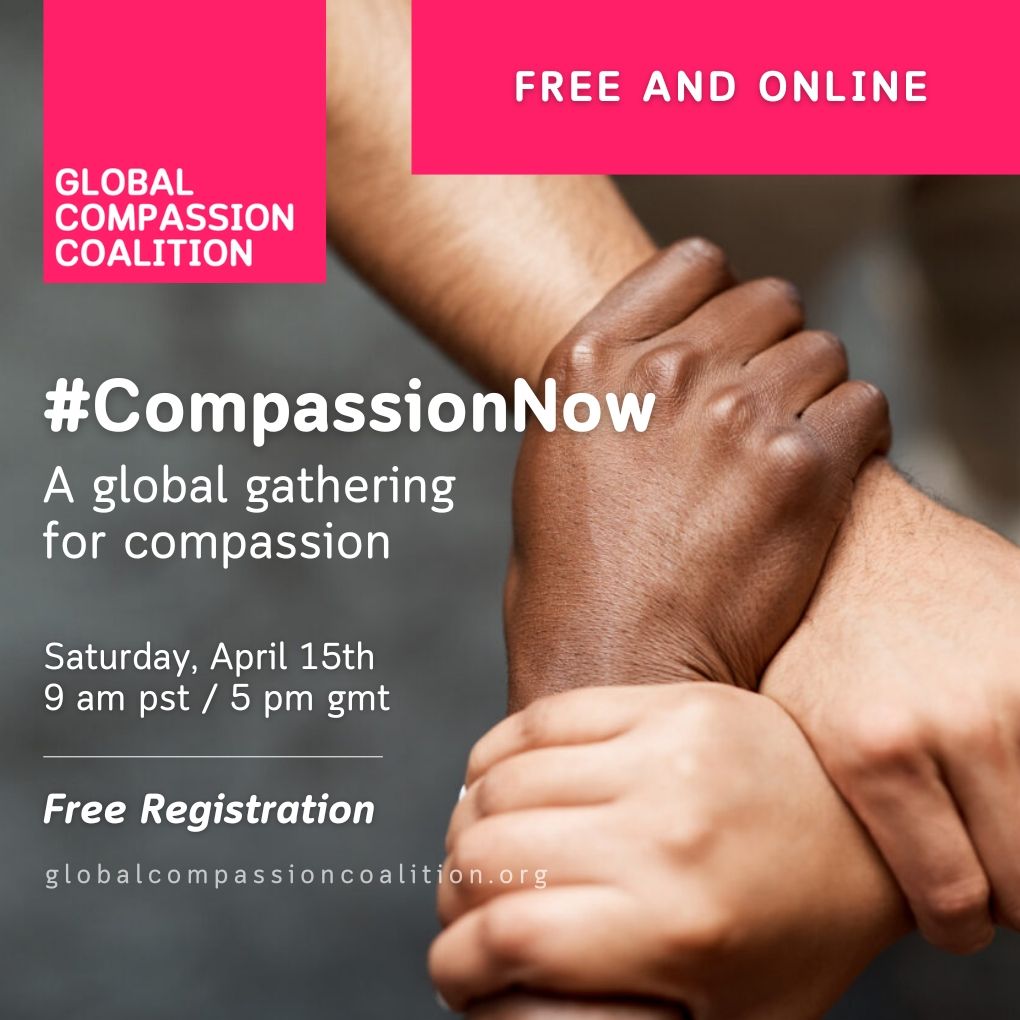 GLOBAL
COMPASSION
COALITION
FREE AND ONLINE
#CompassionNow
A global gathering
for compassion
Saturday, April 15th
9 am pst / 5 pm gmt
Free Registration
globalcompassioncoalition.org